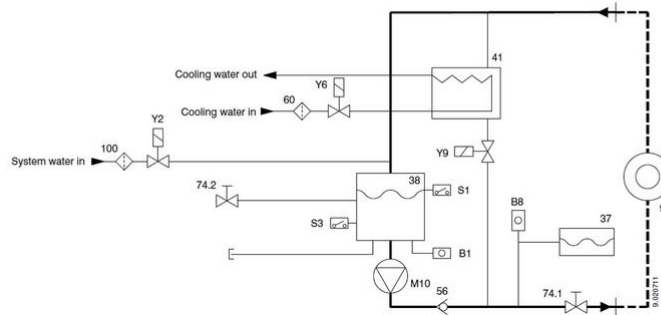 41
Cooling water out
Y6
60
Cooling water in
Y2
100
Y9
System water in
74.2
38
S1
S3
B8
37
9
B1
M10
56
74.1
9.020711